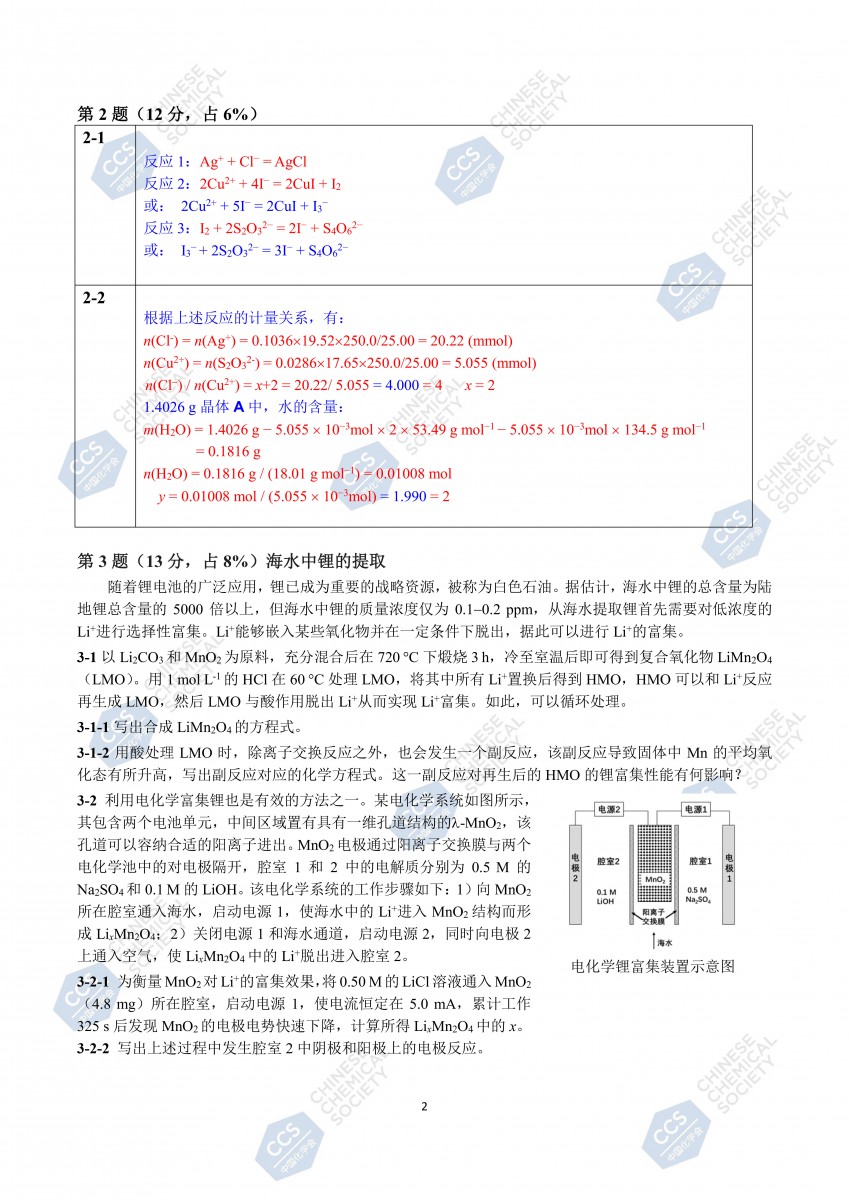 第 2 题（12 分，占 6%）
2-1
反应 1：Ag⁺ + Cl⁻ = AgCl
反应 2：2Cu²⁺ + 4I⁻ = 2CuI + I₂
或： 2Cu²⁺ + 5I⁻ = 2CuI + I₃⁻
反应 3：I₂ + 2S₂O₃²⁻ = 2I⁻ + S₄O₆²⁻
或： I₃⁻ + 2S₂O₃²⁻ = 3I⁻ + S₄O₆²⁻
2-2
根据上述反应的计量关系，有：
n(Cl⁻) = n(Ag⁺) = 0.1036×19.52×250.0/25.00 = 20.22 (mmol)
n(Cu²⁺) = n(S₂O₃²⁻) = 0.0286×17.65×250.0/25.00 = 5.055 (mmol)
n(Cl⁻) / n(Cu²⁺) = x+2 = 20.22/ 5.055 = 4.000 = 4 x = 2
1.4026 g 晶体 A 中，水的含量：
m(H₂O) = 1.4026 g − 5.055 × 10⁻³mol × 2 × 53.49 g mol⁻¹ − 5.055 × 10⁻³mol × 134.5 g mol⁻¹
= 0.1816 g
n(H₂O) = 0.1816 g / (18.01 g mol⁻¹) = 0.01008 mol
y = 0.01008 mol / (5.055 × 10⁻³mol) = 1.990 = 2
第 3 题（13 分，占 8%）海水中锂的提取
随着锂电池的广泛应用，锂已成为重要的战略资源，被称为白色石油。据估计，海水中锂的总含量为陆
地锂总含量的 5000 倍以上，但海水中锂的质量浓度仅为 0.1−0.2 ppm，从海水提取锂首先需要对低浓度的
Li⁺进行选择性富集。Li⁺能够嵌入某些氧化物并在一定条件下脱出，据此可以进行 Li⁺的富集。
3-1 以 Li₂CO₃ 和 MnO₂ 为原料，充分混合后在 720 °C 下煅烧 3 h，冷至室温后即可得到复合氧化物 LiMn₂O₄
（LMO）。用 1 mol L⁻¹ 的 HCl 在 60 °C 处理 LMO，将其中所有 Li⁺置换后得到 HMO，HMO 可以和 Li⁺反应
再生成 LMO，然后 LMO 与酸作用脱出 Li⁺从而实现 Li⁺富集。如此，可以循环处理。
3-1-1 写出合成 LiMn₂O₄ 的方程式。
3-1-2 用酸处理 LMO 时，除离子交换反应之外，也会发生一个副反应，该副反应导致固体中 Mn 的平均氧
化态有所升高，写出副反应对应的化学方程式。这一副反应对再生后的 HMO 的锂富集性能有何影响？
3-2 利用电化学富集锂也是有效的方法之一。某电化学系统如图所示，
其包含两个电池单元，中间区域置有具有一维孔道结构的λ-MnO₂，该
孔道可以容纳合适的阳离子进出。MnO₂ 电极通过阳离子交换膜与两个
电化学池中的对电极隔开，腔室 1 和 2 中的电解质分别为 0.5 M 的
Na₂SO₄ 和 0.1 M 的 LiOH。该电化学系统的工作步骤如下：1）向 MnO₂
所在腔室通入海水，启动电源 1，使海水中的 Li⁺进入 MnO₂ 结构而形
成 LiₓMn₂O₄；2）关闭电源 1 和海水通道，启动电源 2，同时向电极 2
上通入空气，使 LiₓMn₂O₄ 中的 Li⁺脱出进入腔室 2。
3-2-1 为衡量 MnO₂ 对 Li⁺的富集效果，将 0.50 M 的 LiCl 溶液通入 MnO₂
（4.8 mg）所在腔室，启动电源 1，使电流恒定在 5.0 mA，累计工作
325 s 后发现 MnO₂ 的电极电势快速下降，计算所得 LiₓMn₂O₄ 中的 x。
3-2-2 写出上述过程中发生腔室 2 中阴极和阳极上的电极反应。
电源2
电源1
电极2
腔室2
0.1 M
LiOH
MnO₂
阳离子
交换膜
腔室1
0.5 M
Na₂SO₄
电极1
海水
电化学锂富集装置示意图
2
CCS
中国化学会
CHINESE
CHEMICAL
SOCIETY